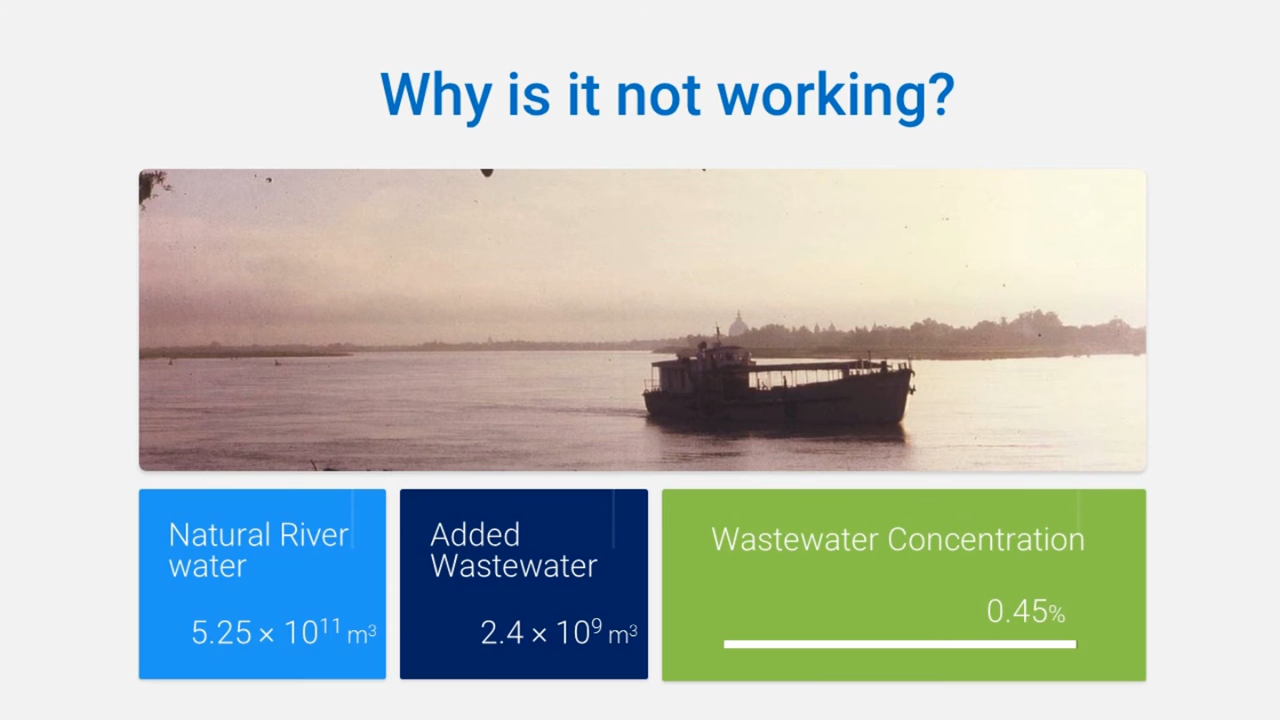 Why is it not working?
Natural River
water
5.25 × 10¹¹ m³
Added
Wastewater
2.4 × 10⁹ m³
Wastewater Concentration
0.45%